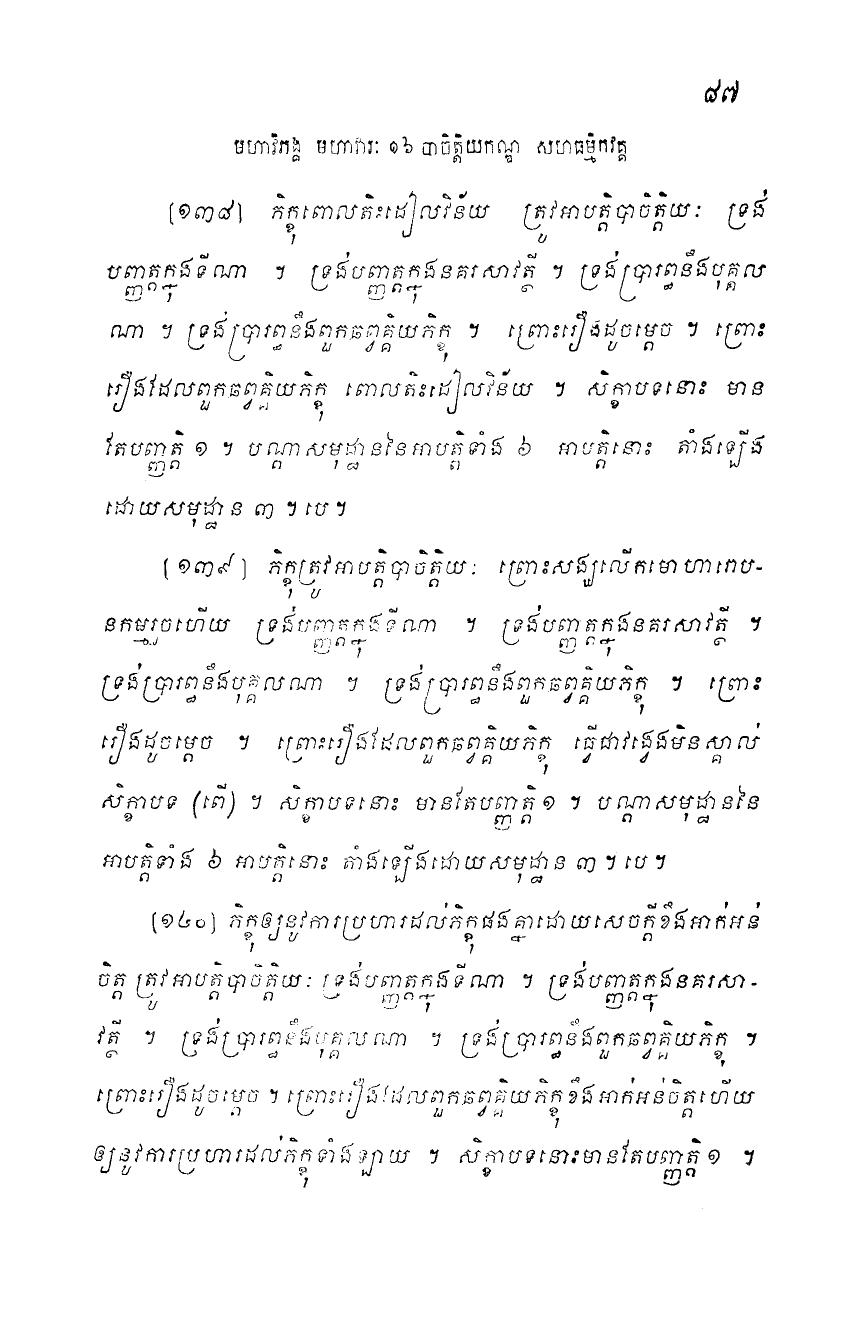 ៨៧
មហាវិភង្គ មហាវារៈ ១៦ បាចិត្តិយកណ្ឌ សហធម្មិកវគ្គ
[១៣៨] ភិក្ខុពោលតិះដៀលវិន័យ ត្រូវអាបត្តិបាចិត្តិយ: ទ្រង់
បញ្ញត្តក្នុងទីណា ។ ទ្រង់បញ្ញត្តក្នុងនគរសាវត្ថី ។ ទ្រង់ប្រារព្ធនឹងបុគ្គល
ណា ។ ទ្រង់ប្រារព្ធនឹងពួកឆព្វគ្គិយភិក្ខុ ។ ព្រោះរឿងដូចម្តេច ។ ព្រោះ
រឿងដែលពួកឆព្វគ្គិយភិក្ខុ ពោលតិះដៀលវិន័យ ។ សិក្ខាបទនោះ មាន
តែបញ្ញត្តិ ១ ។ បណ្តាសមុដ្ឋាននៃអាបត្តិទាំង ៦ អាបត្តិនោះ តាំងឡើង
ដោយសមុដ្ឋាន ៣ ។ បេ ។
[១៣៩] ភិក្ខុត្រូវអាបត្តិបាចិត្តិយ: ព្រោះសង្ឃលើកមោហារោប-
នកម្មរួចហើយ ទ្រង់បញ្ញត្តក្នុងទីណា ។ ទ្រង់បញ្ញត្តក្នុងនគរសាវត្ថី ។
ទ្រង់ប្រារព្ធនឹងបុគ្គលណា ។ ទ្រង់ប្រារព្ធនឹងពួកឆព្វគ្គិយភិក្ខុ ។ ព្រោះ
រឿងដូចម្តេច ។ ព្រោះរឿងដែលពួកឆព្វគ្គិយភិក្ខុ ធ្វើជាវង្វេងមិនស្គាល់
សិក្ខាបទ (ពើ) ។ សិក្ខាបទនោះ មានតែបញ្ញត្តិ ១ ។ បណ្តាសមុដ្ឋាននៃ
អាបត្តិទាំង ៦ អាបត្តិនោះ តាំងឡើងដោយសមុដ្ឋាន ៣ ។ បេ ។
[១៤០] ភិក្ខុឲ្យនូវការប្រហារដល់ភិក្ខុផងគ្នាដោយសេចក្តីខឹងអាក់អន់
ចិត្ត ត្រូវអាបត្តិបាចិត្តិយ: ទ្រង់បញ្ញត្តក្នុងទីណា ។ ទ្រង់បញ្ញត្តក្នុងនគរសា-
វត្ថី ។ ទ្រង់ប្រារព្ធនឹងបុគ្គលណា ។ ទ្រង់ប្រារព្ធនឹងពួកឆព្វគ្គិយភិក្ខុ ។
ព្រោះរឿងដូចម្តេច ។ ព្រោះរឿងដែលពួកឆព្វគ្គិយភិក្ខុខឹងអាក់អន់ចិត្តហើយ
ឲ្យនូវការប្រហារដល់ភិក្ខុទាំងឡាយ ។ សិក្ខាបទនោះមានតែបញ្ញត្តិ ១ ។